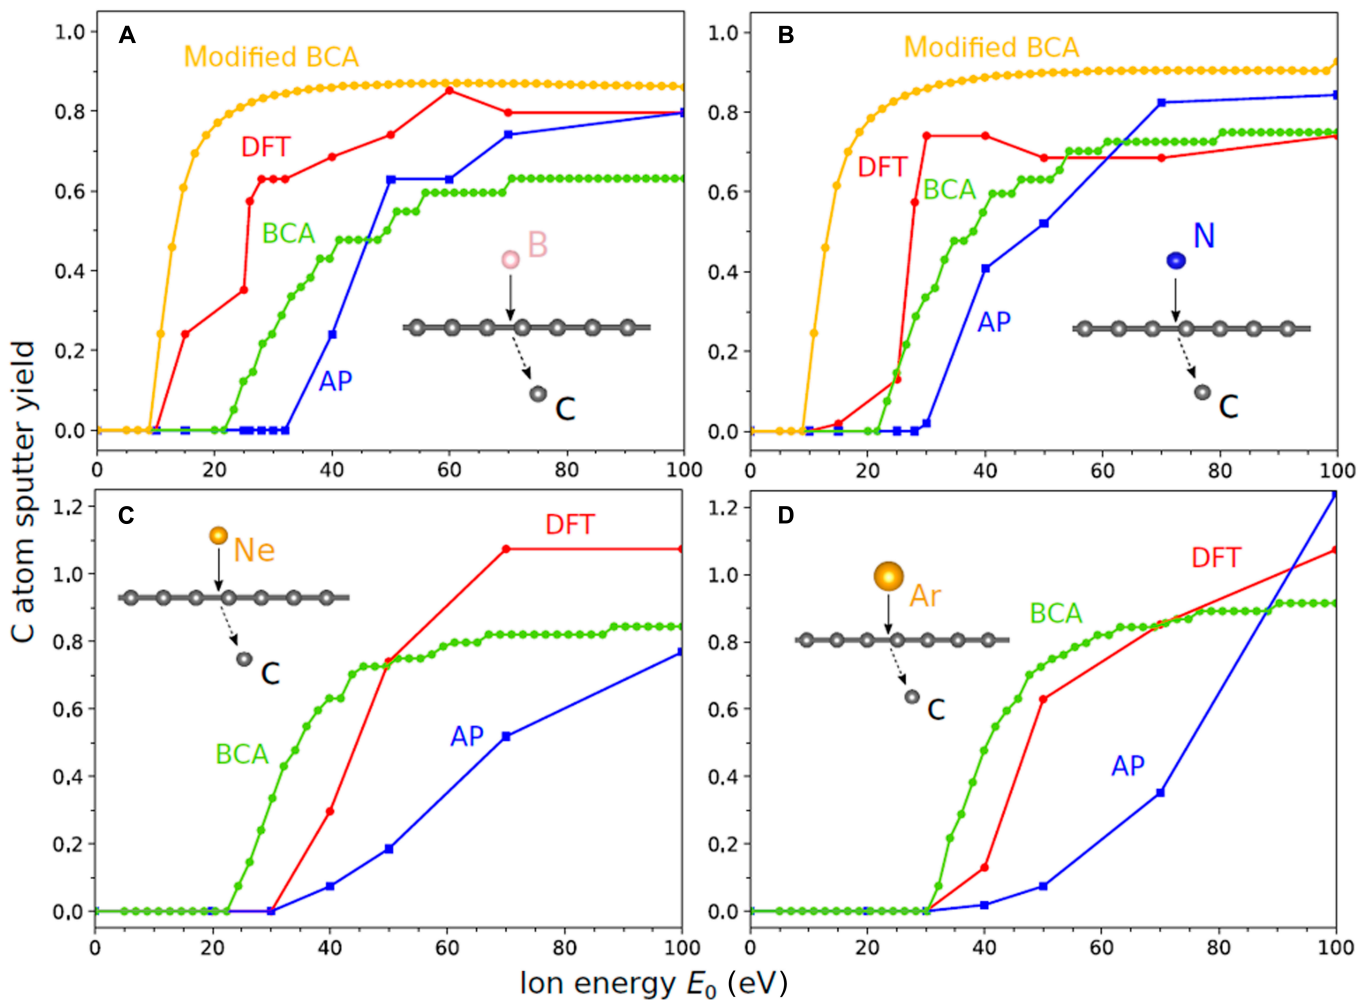 A
Modified BCA
DFT
BCA
AP
B
C
1.0
0.8
0.6
0.4
0.2
0.0
0 20 40 60 80 100
B
Modified BCA
DFT
BCA
AP
N
C
1.0
0.8
0.6
0.4
0.2
0.0
0 20 40 60 80 100
C
Ne
C
DFT
BCA
AP
1.2
1.0
0.8
0.6
0.4
0.2
0.0
0 20 40 60 80 100
D
Ar
C
DFT
BCA
AP
1.2
1.0
0.8
0.6
0.4
0.2
0.0
0 20 40 60 80 100
C atom sputter yield
Ion energy E₀ (eV)